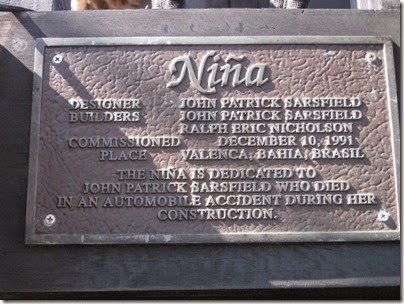 Niña
DESIGNER JOHN PATRICK SARSFIELD
BUILDERS JOHN PATRICK SARSFIELD
RALPH ERIC NICHOLSON
COMMISSIONED DECEMBER 10, 1991
PLACE VALENCA, BAHIA, BRASIL
THE NINA IS DEDICATED TO
JOHN PATRICK SARSFIELD WHO DIED
IN AN AUTOMOBILE ACCIDENT DURING HER
CONSTRUCTION.